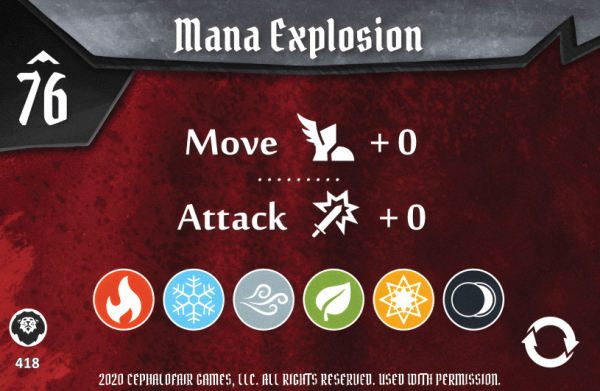 Mana Explosion
76
Move + 0
Attack + 0
418
2020 CEPHALOFAIR GAMES, LLC. ALL RIGHTS RESERVED. USED WITH PERMISSION.